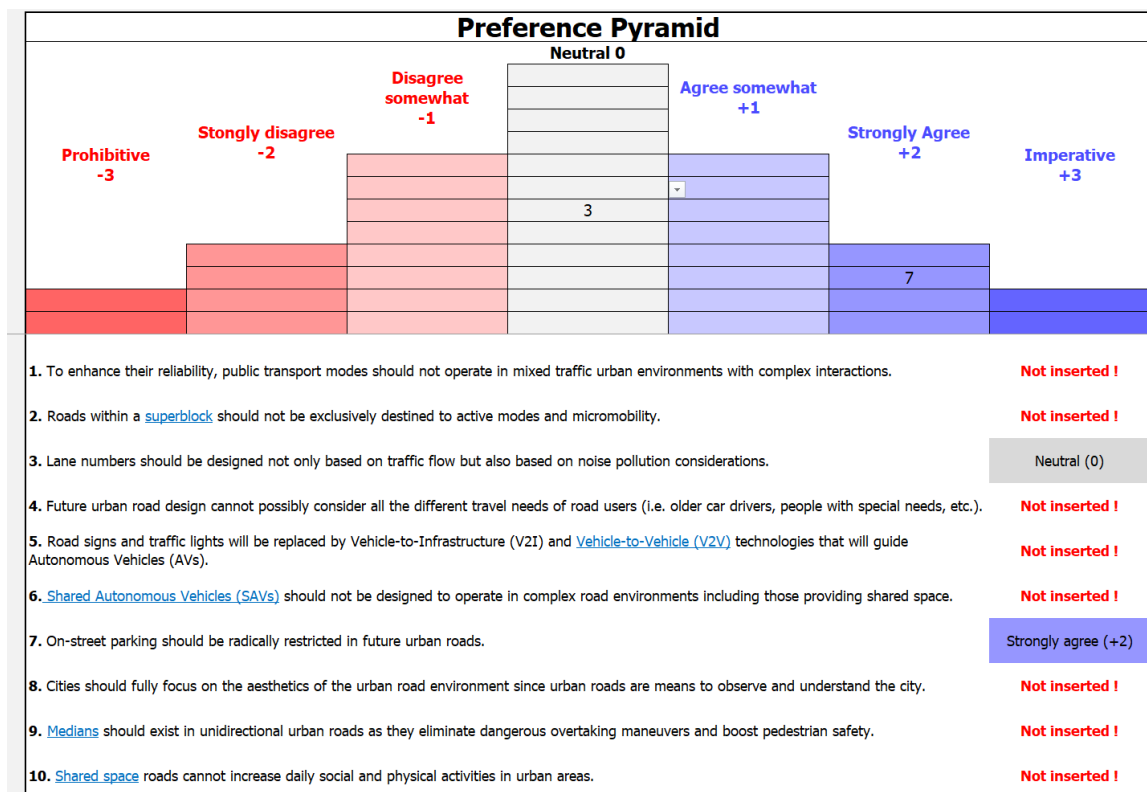 Preference Pyramid
Neutral 0
Disagree
somewhat
-1
Agree somewhat
+1
Stongly disagree
-2
Strongly Agree
+2
Prohibitive
-3
Imperative
+3
3
7
1. To enhance their reliability, public transport modes should not operate in mixed traffic urban environments with complex interactions. Not inserted !
2. Roads within a superblock should not be exclusively destined to active modes and micromobility. Not inserted !
3. Lane numbers should be designed not only based on traffic flow but also based on noise pollution considerations. Neutral (0)
4. Future urban road design cannot possibly consider all the different travel needs of road users (i.e. older car drivers, people with special needs, etc.). Not inserted !
5. Road signs and traffic lights will be replaced by Vehicle-to-Infrastructure (V2I) and Vehicle-to-Vehicle (V2V) technologies that will guide
Autonomous Vehicles (AVs). Not inserted !
6. Shared Autonomous Vehicles (SAVs) should not be designed to operate in complex road environments including those providing shared space. Not inserted !
7. On-street parking should be radically restricted in future urban roads. Strongly agree (+2)
8. Cities should fully focus on the aesthetics of the urban road environment since urban roads are means to observe and understand the city. Not inserted !
9. Medians should exist in unidirectional urban roads as they eliminate dangerous overtaking maneuvers and boost pedestrian safety. Not inserted !
10. Shared space roads cannot increase daily social and physical activities in urban areas. Not inserted !